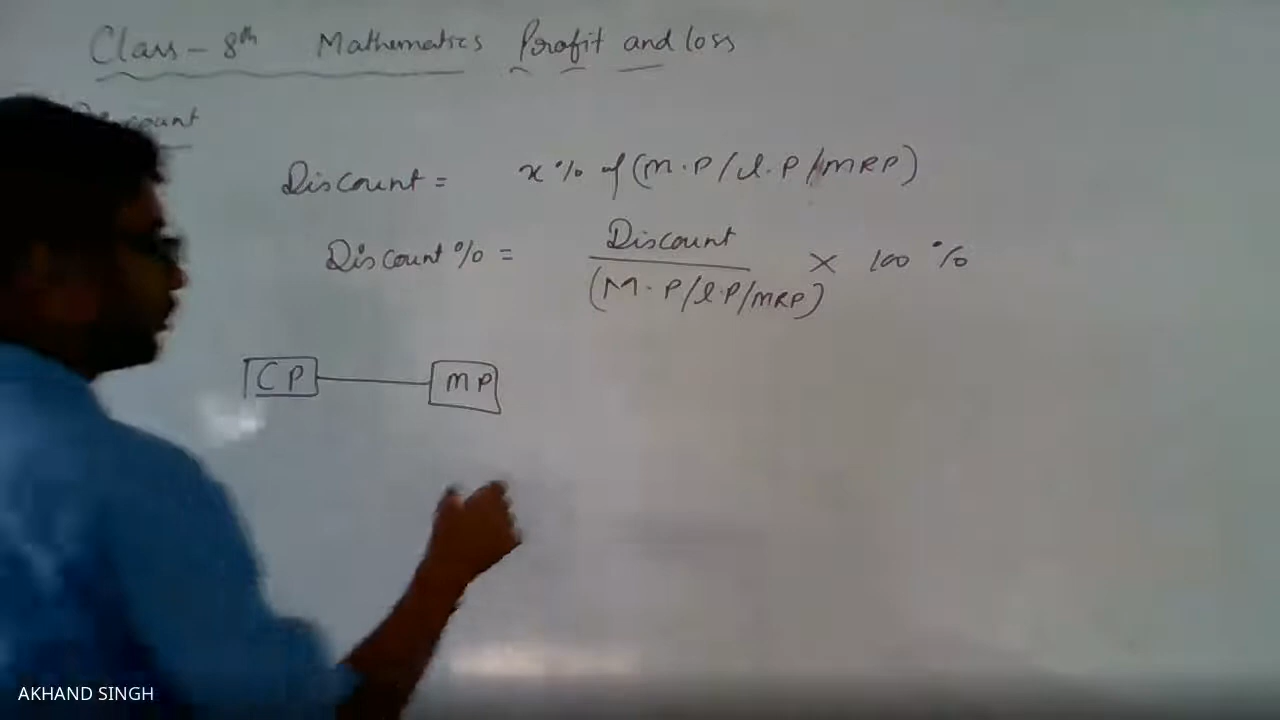 Class - 8th Mathematics Profit and loss
Discount = x% of (M.P/l.P/MRP)
Discount% = Discount / (M.P/l.P/MRP) × 100%
CP MP
AKHAND SINGH